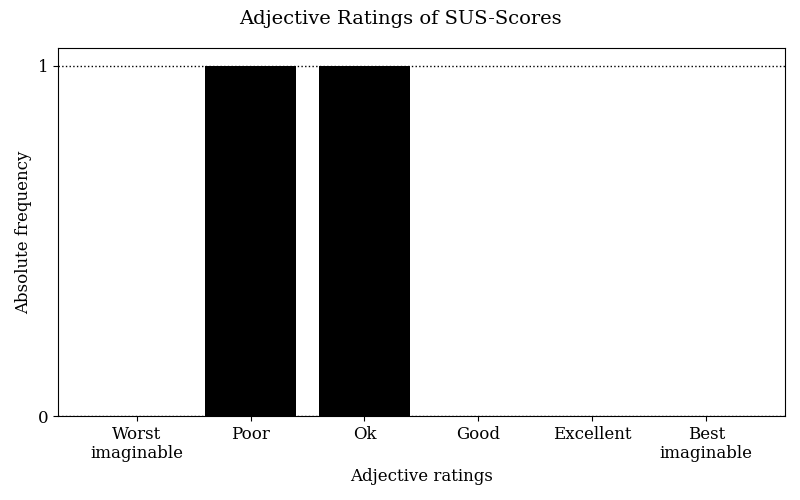 Adjective Ratings of SUS-Scores
1
Absolute frequency
0
Worst
imaginable
Poor
Ok
Good
Excellent
Best
imaginable
Adjective ratings